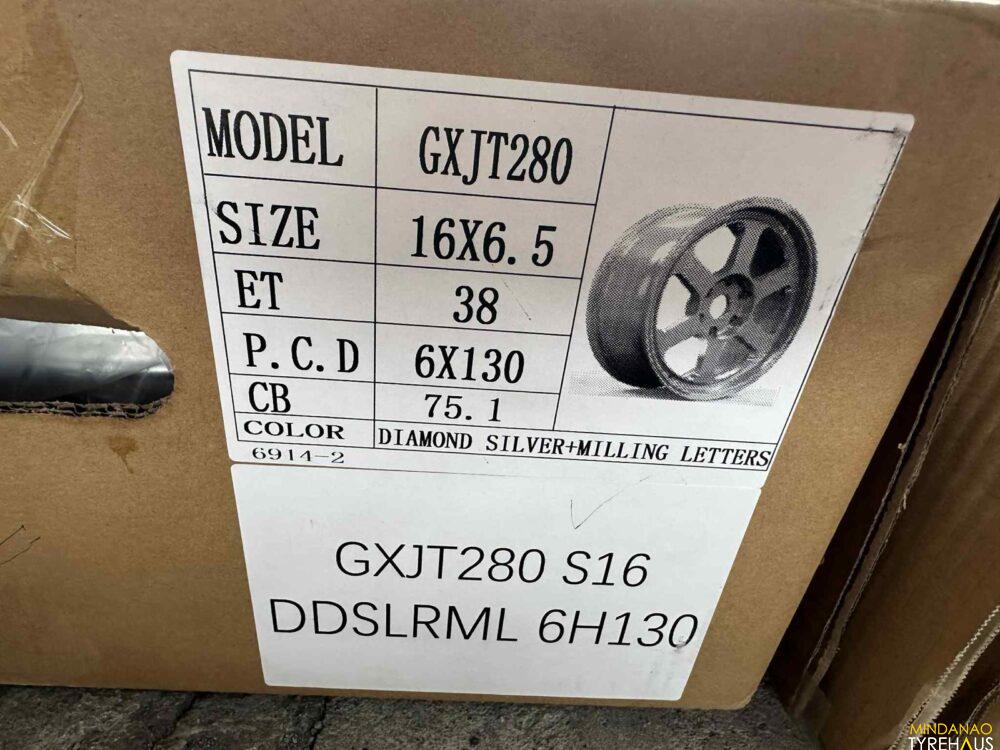 MODEL GXJT280
SIZE 16X6.5
ET 38
P.C.D 6X130
CB 75.1
COLOR DIAMOND SILVER+MILLING LETTERS
6914-2
GXJT280 S16
DDSLRML 6H130
MINDANAO
TYREHAUS